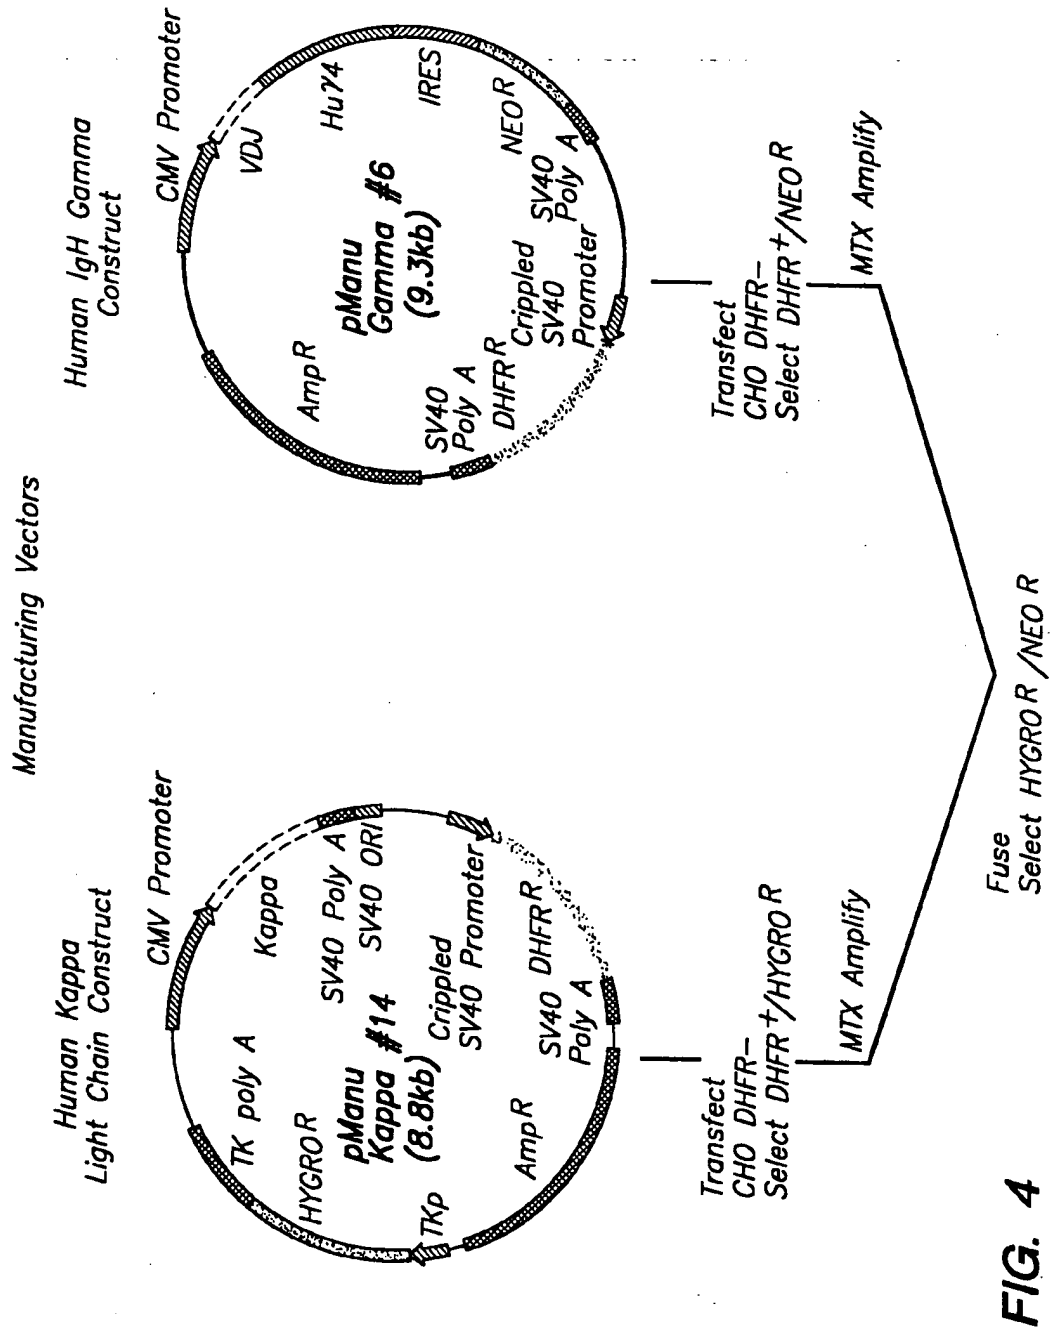 Manufacturing Vectors
Human Kappa
Light Chain Construct
CMV Promoter
Kappa
SV40 Poly A
SV40 ORI
Crippled
SV40 Promoter
DHFR R
SV40
Poly A
AmpR
TKp
HYGRO R
TK poly A
pManu
Kappa #14
(8.8kb)
Transfect
CHO DHFR-
Select DHFR+/HYGRO R
MTX Amplify
Human IgH Gamma
Construct
CMV Promoter
VDJ
Huγ4
IRES
NEO R
SV40
Poly A
Crippled
SV40
Promoter
DHFR R
SV40
Poly A
AmpR
pManu
Gamma #6
(9.3kb)
Transfect
CHO DHFR-
Select DHFR+/NEO R
MTX Amplify
Fuse
Select HYGRO R/NEO R
FIG. 4